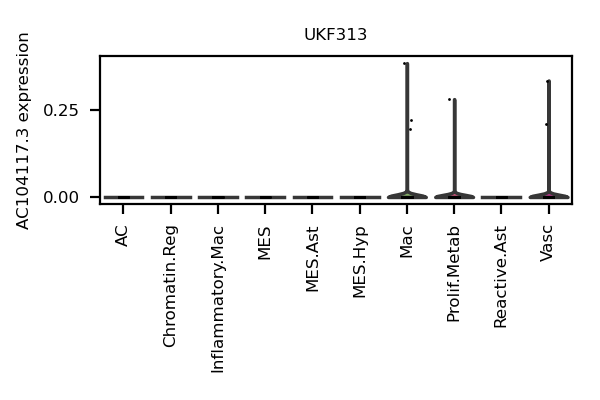 UKF313
AC104117.3 expression
0.25
0.00
AC
Chromatin.Reg
Inflammatory.Mac
MES
MES.Ast
MES.Hyp
Mac
Prolif.Metab
Reactive.Ast
Vasc